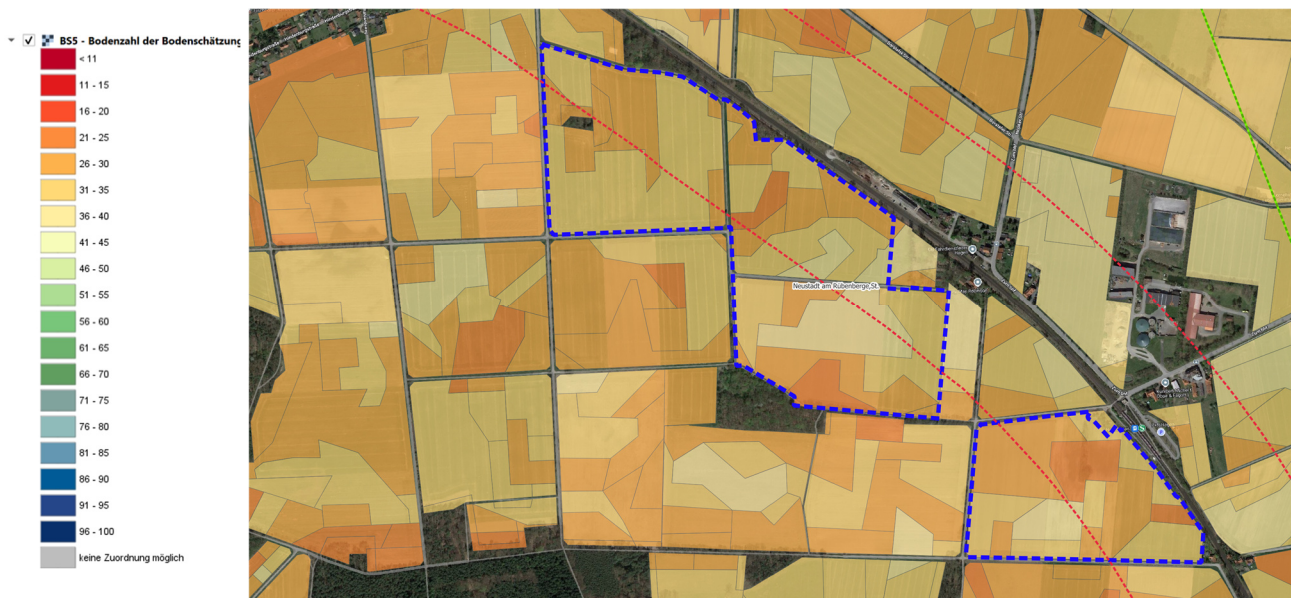 BS5 - Bodenzahl der Bodenschätzung
< 11
11 - 15
16 - 20
21 - 25
26 - 30
31 - 35
36 - 40
41 - 45
46 - 50
51 - 55
56 - 60
61 - 65
66 - 70
71 - 75
76 - 80
81 - 85
86 - 90
91 - 95
96 - 100
keine Zuordnung möglich
Neustadt am Rübenberge,St.